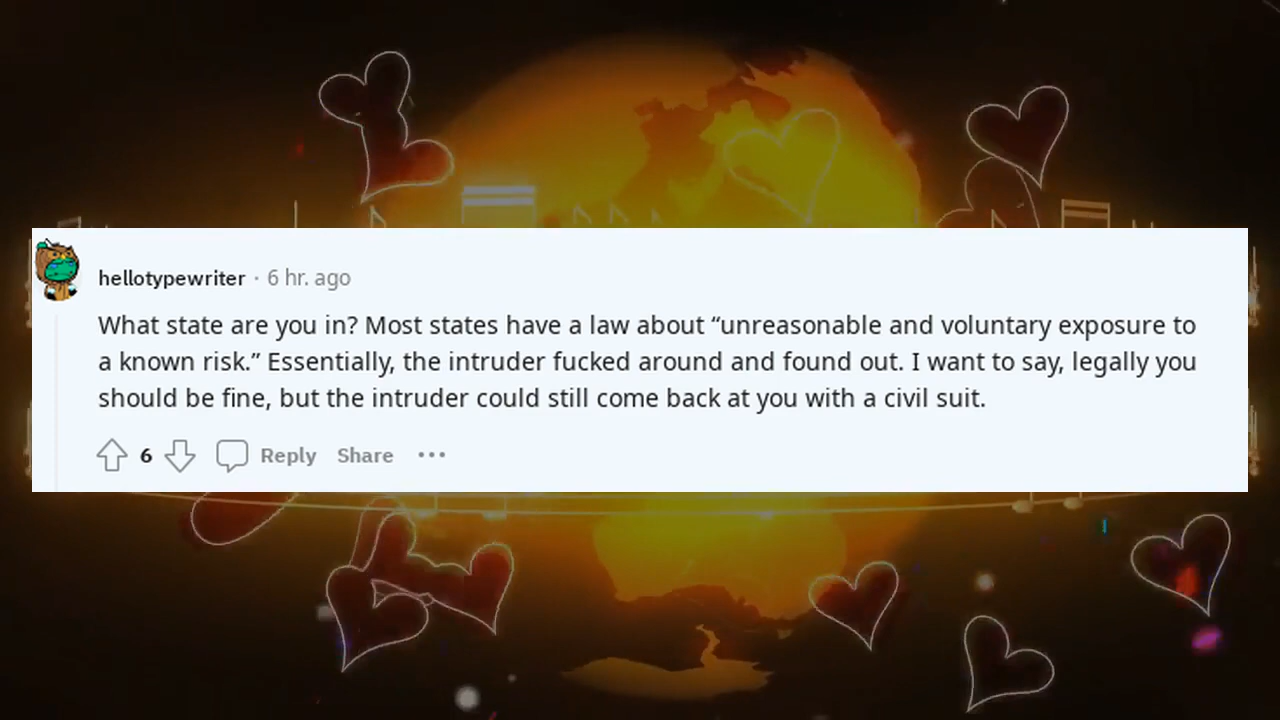 hellotypewriter · 6 hr. ago
What state are you in? Most states have a law about “unreasonable and voluntary exposure to
a known risk.” Essentially, the intruder fucked around and found out. I want to say, legally you
should be fine, but the intruder could still come back at you with a civil suit.
6 Reply Share ···